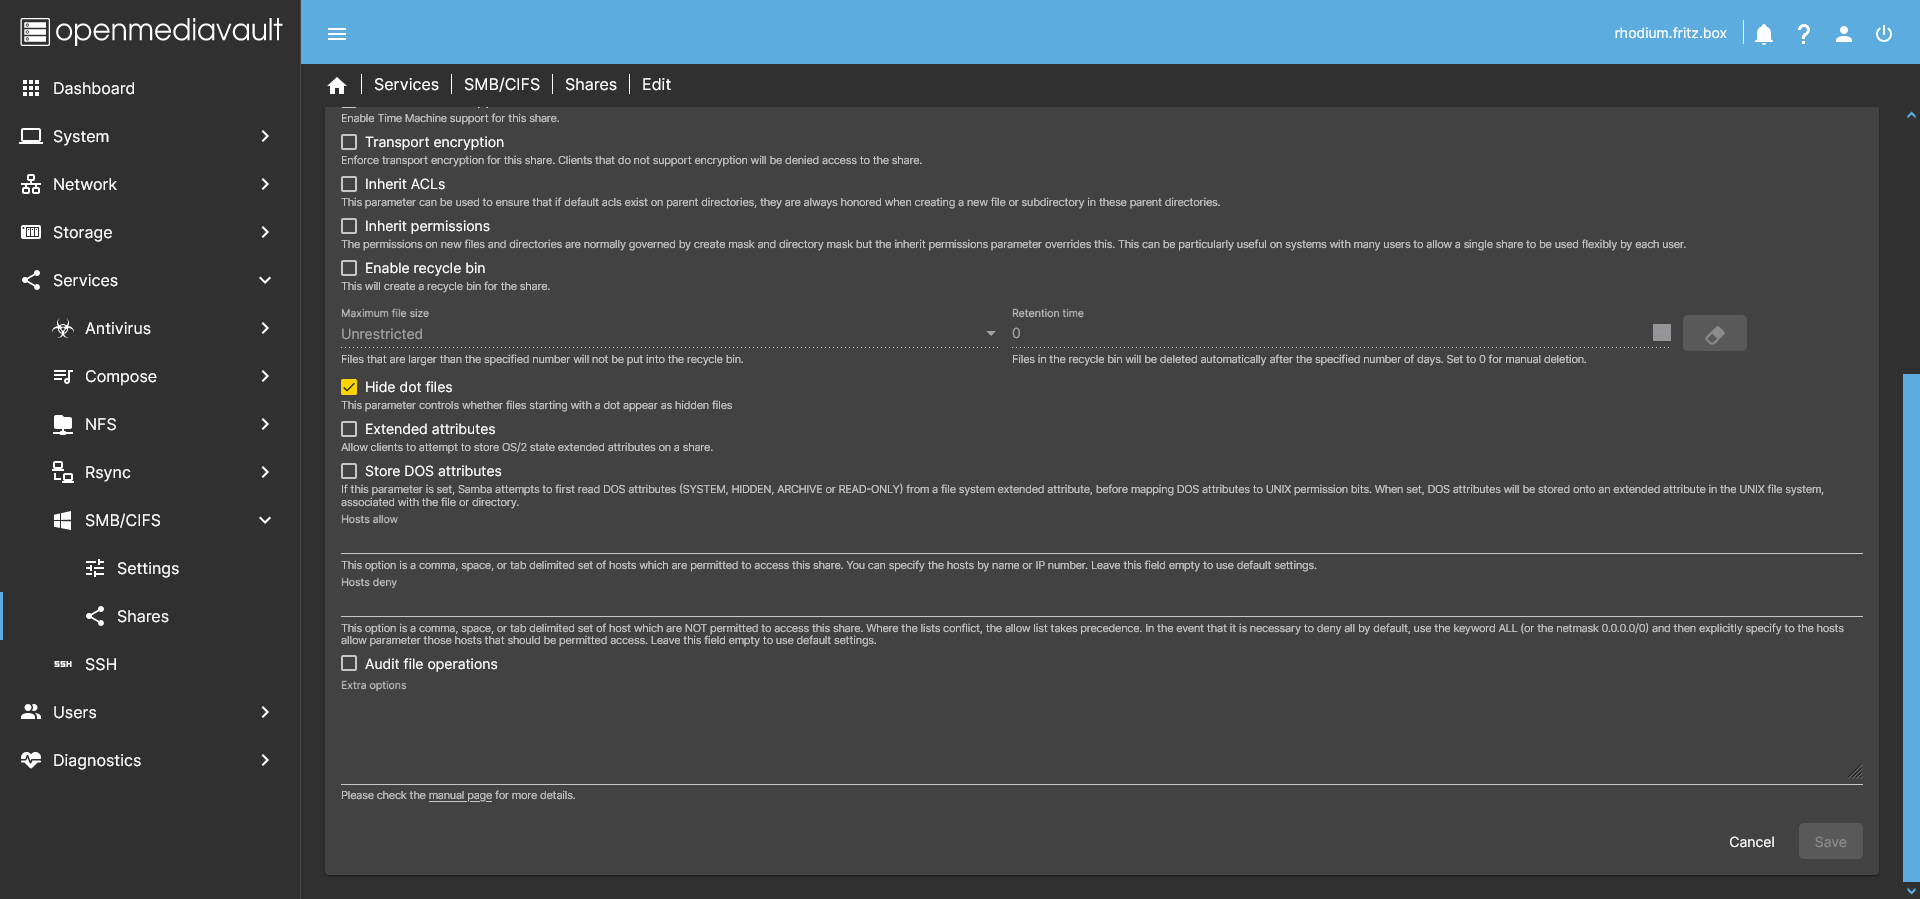 openmediavault
rhodium.fritz.box
Dashboard
System
Network
Storage
Services
Antivirus
Compose
NFS
Rsync
SMB/CIFS
Settings
Shares
SSH SSH
Users
Diagnostics
Services | SMB/CIFS | Shares | Edit
Enable Time Machine support for this share.
Transport encryption
Enforce transport encryption for this share. Clients that do not support encryption will be denied access to the share.
Inherit ACLs
This parameter can be used to ensure that if default acls exist on parent directories, they are always honored when creating a new file or subdirectory in these parent directories.
Inherit permissions
The permissions on new files and directories are normally governed by create mask and directory mask but the inherit permissions parameter overrides this. This can be particularly useful on systems with many users to allow a single share to be used flexibly by each user.
Enable recycle bin
This will create a recycle bin for the share.
Maximum file size
Unrestricted
Files that are larger than the specified number will not be put into the recycle bin.
Retention time
0
Files in the recycle bin will be deleted automatically after the specified number of days. Set to 0 for manual deletion.
Hide dot files
This parameter controls whether files starting with a dot appear as hidden files
Extended attributes
Allow clients to attempt to store OS/2 state extended attributes on a share.
Store DOS attributes
If this parameter is set, Samba attempts to first read DOS attributes (SYSTEM, HIDDEN, ARCHIVE or READ-ONLY) from a file system extended attribute, before mapping DOS attributes to UNIX permission bits. When set, DOS attributes will be stored onto an extended attribute in the UNIX file system,
associated with the file or directory.
Hosts allow
This option is a comma, space, or tab delimited set of hosts which are permitted to access this share. You can specify the hosts by name or IP number. Leave this field empty to use default settings.
Hosts deny
This option is a comma, space, or tab delimited set of host which are NOT permitted to access this share. Where the lists conflict, the allow list takes precedence. In the event that it is necessary to deny all by default, use the keyword ALL (or the netmask 0.0.0.0/0) and then explicitly specify to the hosts
allow parameter those hosts that should be permitted access. Leave this field empty to use default settings.
Audit file operations
Extra options
Please check the manual page for more details.
Cancel
Save